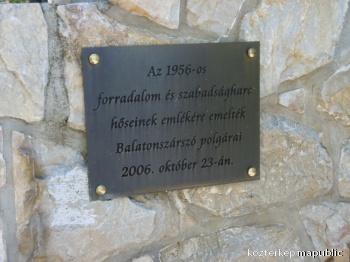 Az 1956-os
forradalom és szabadságharc
hőseinek emlékére emelték
Balatonszárszó polgárai
2006. október 23-án.
kozterkep.mapublic